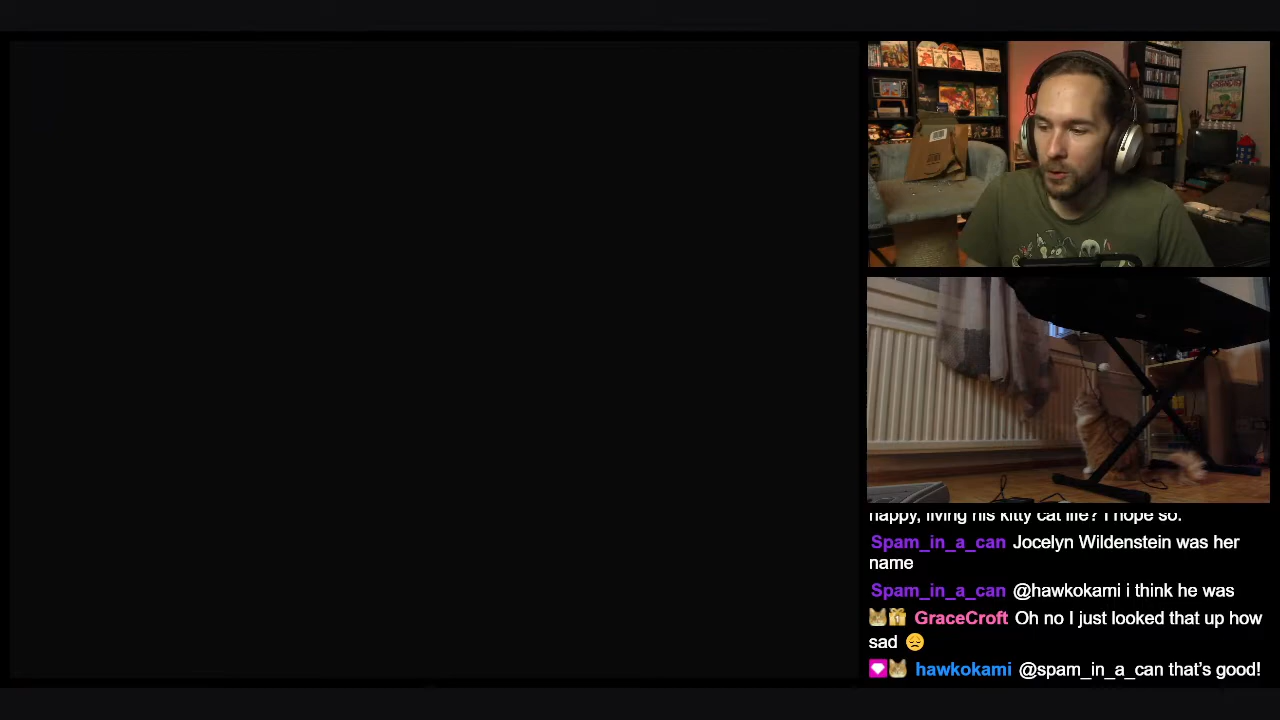 happy, living his kitty cat life? I hope so.
Spam_in_a_can Jocelyn Wildenstein was her
name
Spam_in_a_can @hawkokami i think he was
GraceCroft Oh no I just looked that up how
sad 😞
hawkokami @spam_in_a_can that's good!